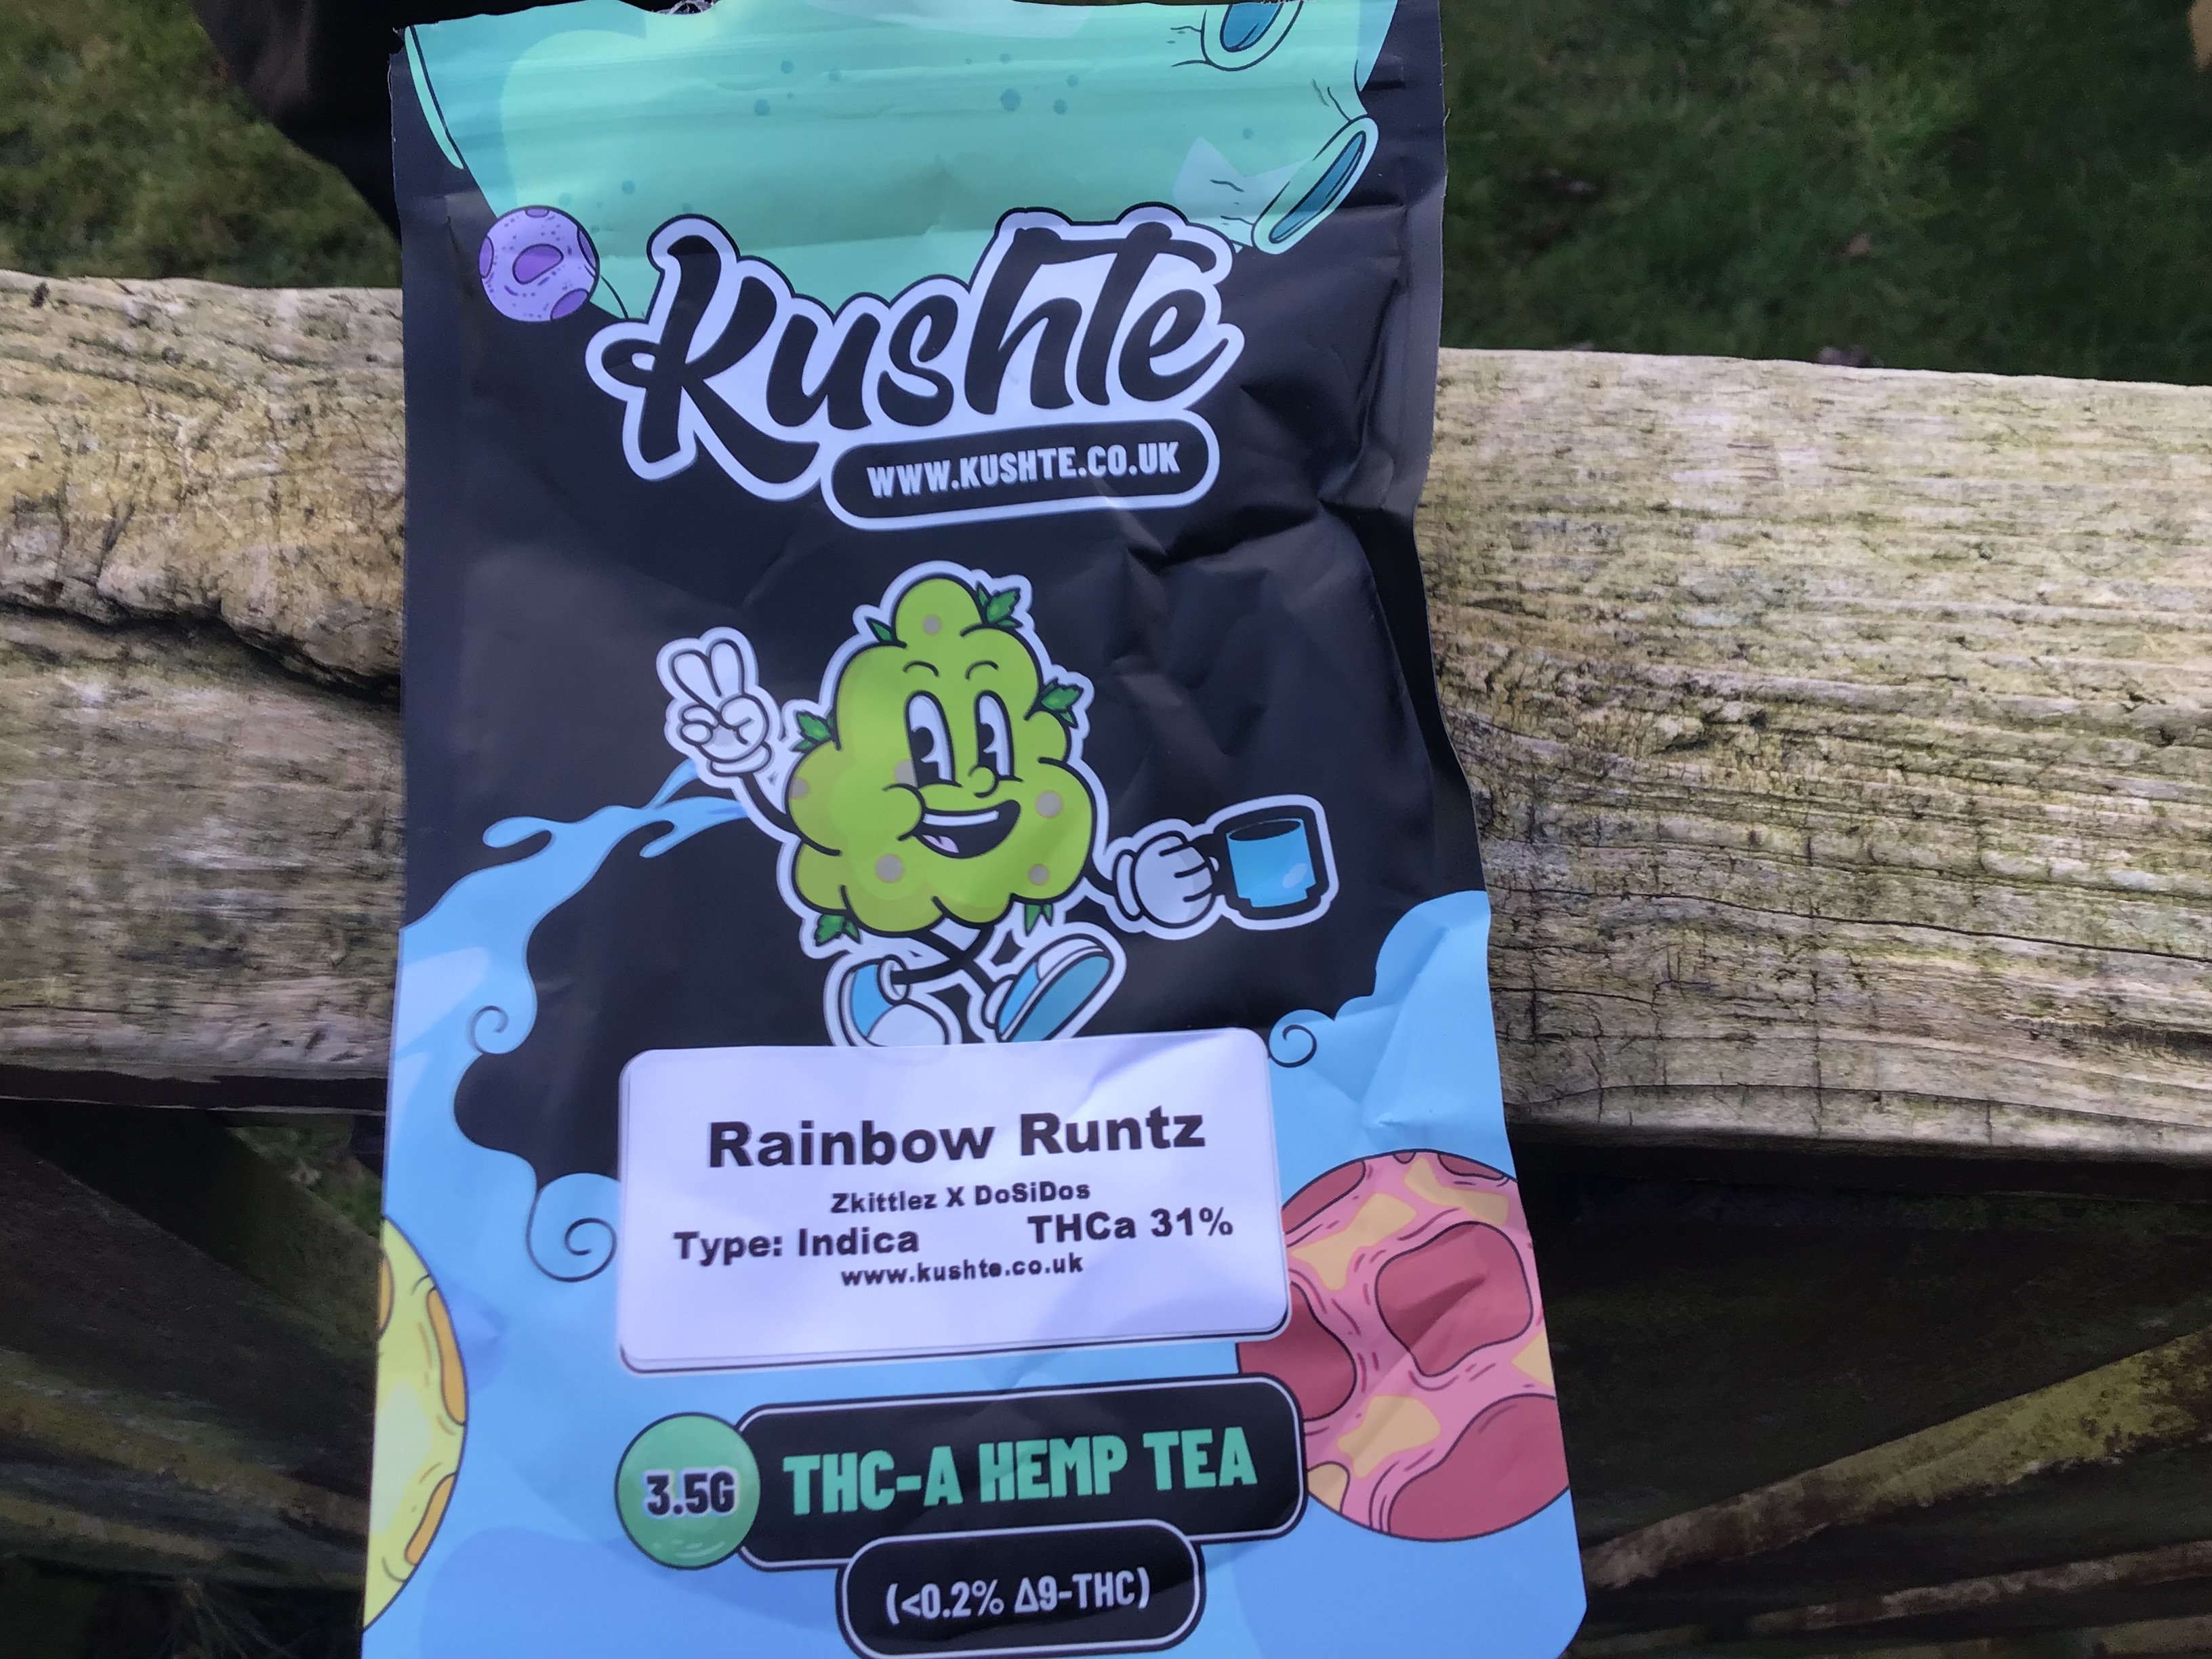 Kushte
WWW.KUSHTE.CO.UK
Rainbow Runtz
Zkittlez X DoSiDos
Type: Indica THCa 31%
www.kushte.co.uk
3.5G THC-A HEMP TEA
(<0.2% Δ9-THC)